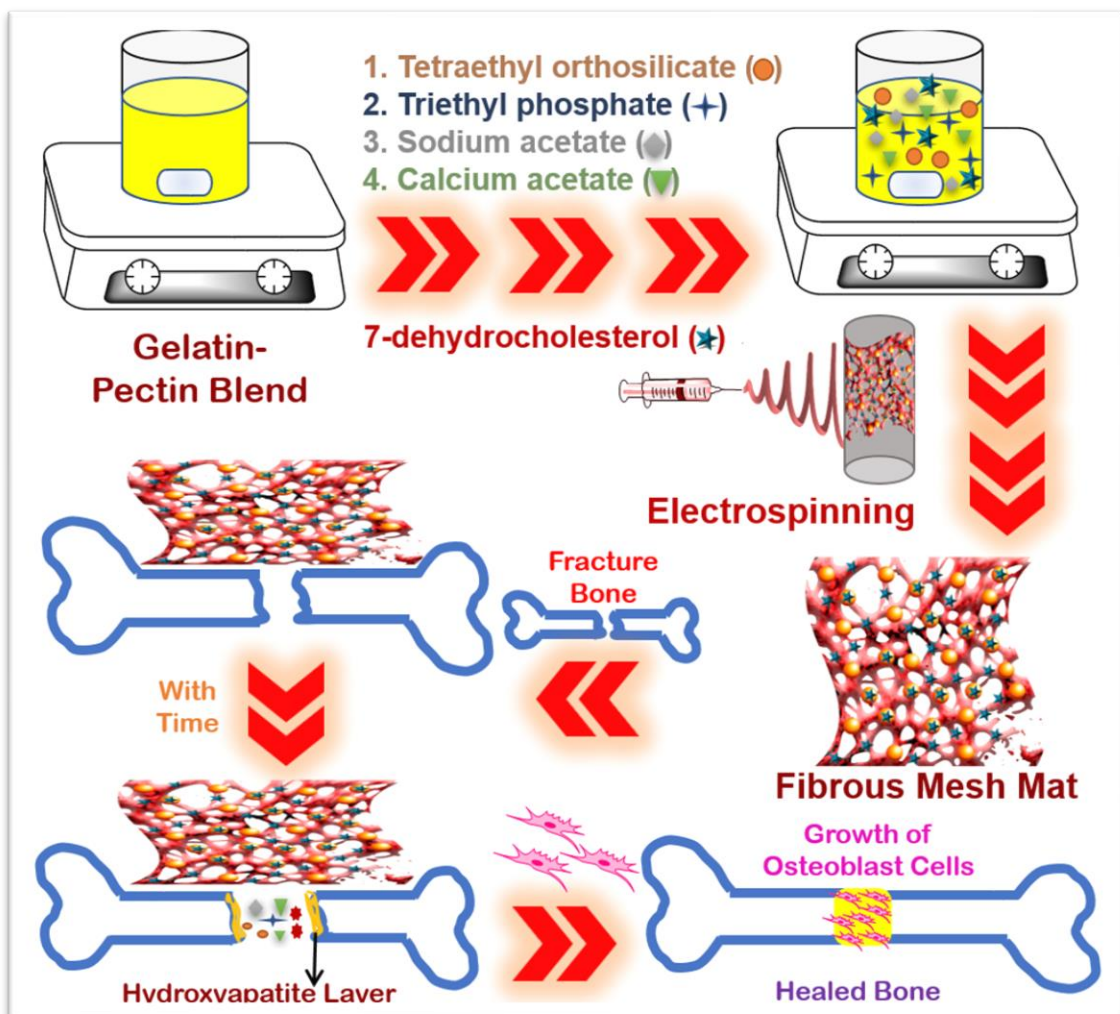 1. Tetraethyl orthosilicate ()
2. Triethyl phosphate ()
3. Sodium acetate ()
4. Calcium acetate ()
Gelatin-
Pectin Blend
7-dehydrocholesterol ()
Electrospinning
Fracture
Bone
With
Time
Fibrous Mesh Mat
Growth of
Osteoblast Cells
Hydroxyapatite Layer
Healed Bone